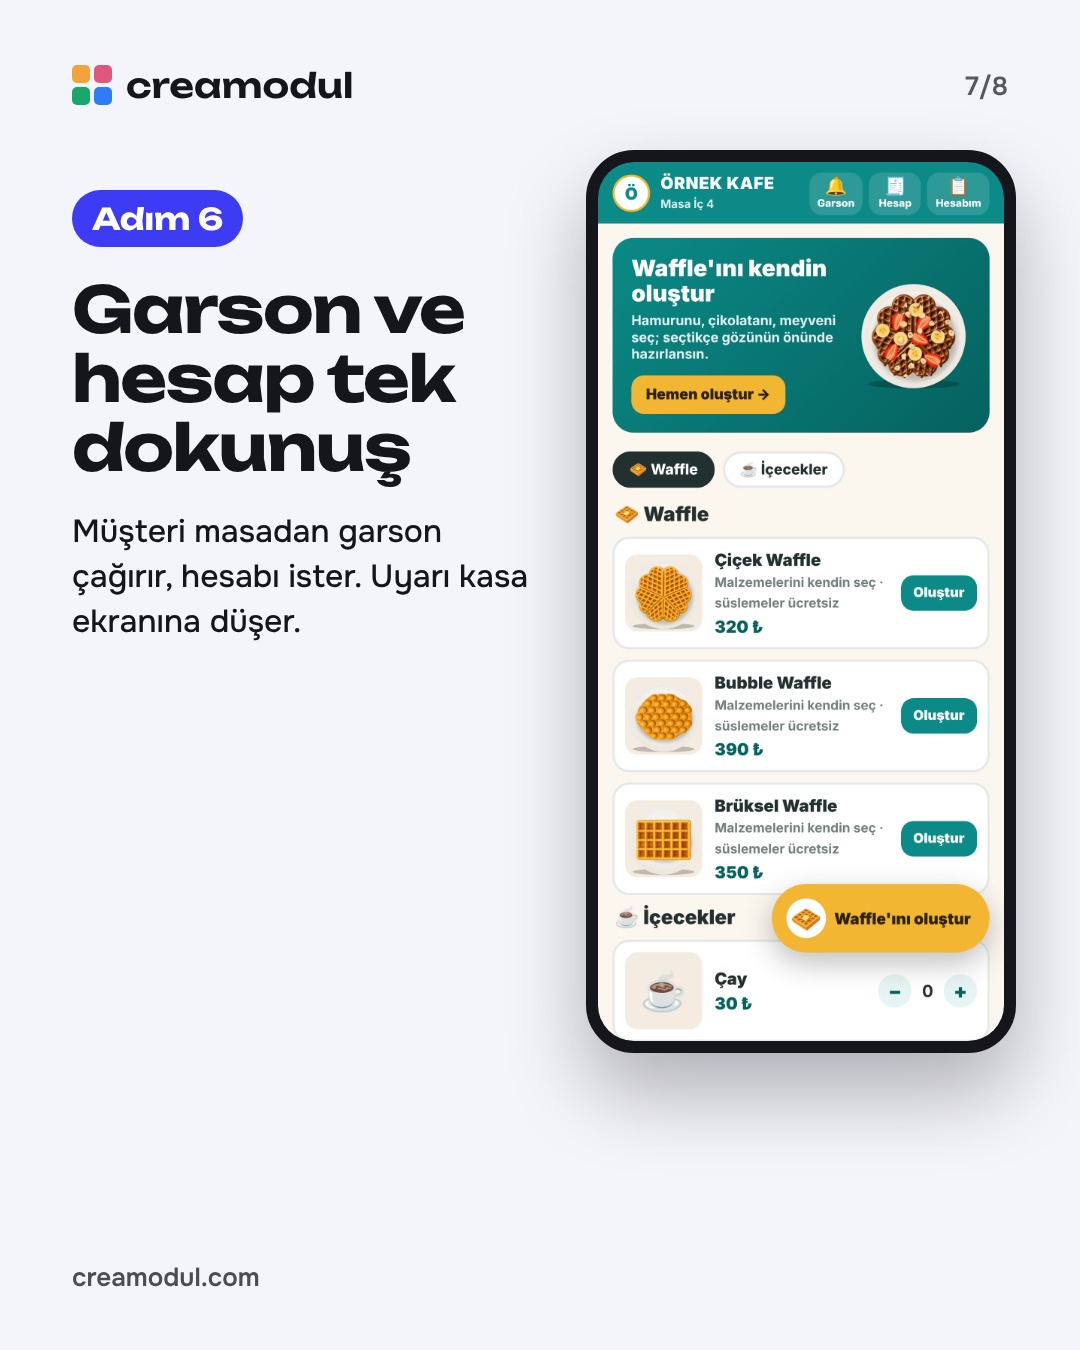 creamodul
7/8
Adım 6
Garson ve
hesap tek
dokunuş
Müşteri masadan garson
çağırır, hesabı ister. Uyarı kasa
ekranına düşer.
Ö
ÖRNEK KAFE
Masa İç 4
Garson
Hesap
Hesabım
Waffle'ını kendin
oluştur
Hamurunu, çikolatanı, meyveni
seç; seçtikçe gözünün önünde
hazırlansın.
Hemen oluştur →
Waffle
İçecekler
Waffle
Çiçek Waffle
Malzemelerini kendin seç ·
süslemeler ücretsiz
320 ₺
Oluştur
Bubble Waffle
Malzemelerini kendin seç ·
süslemeler ücretsiz
390 ₺
Oluştur
Brüksel Waffle
Malzemelerini kendin seç ·
süslemeler ücretsiz
350 ₺
Oluştur
İçecekler
Waffle'ını oluştur
Çay
30 ₺
− 0 +
creamodul.com